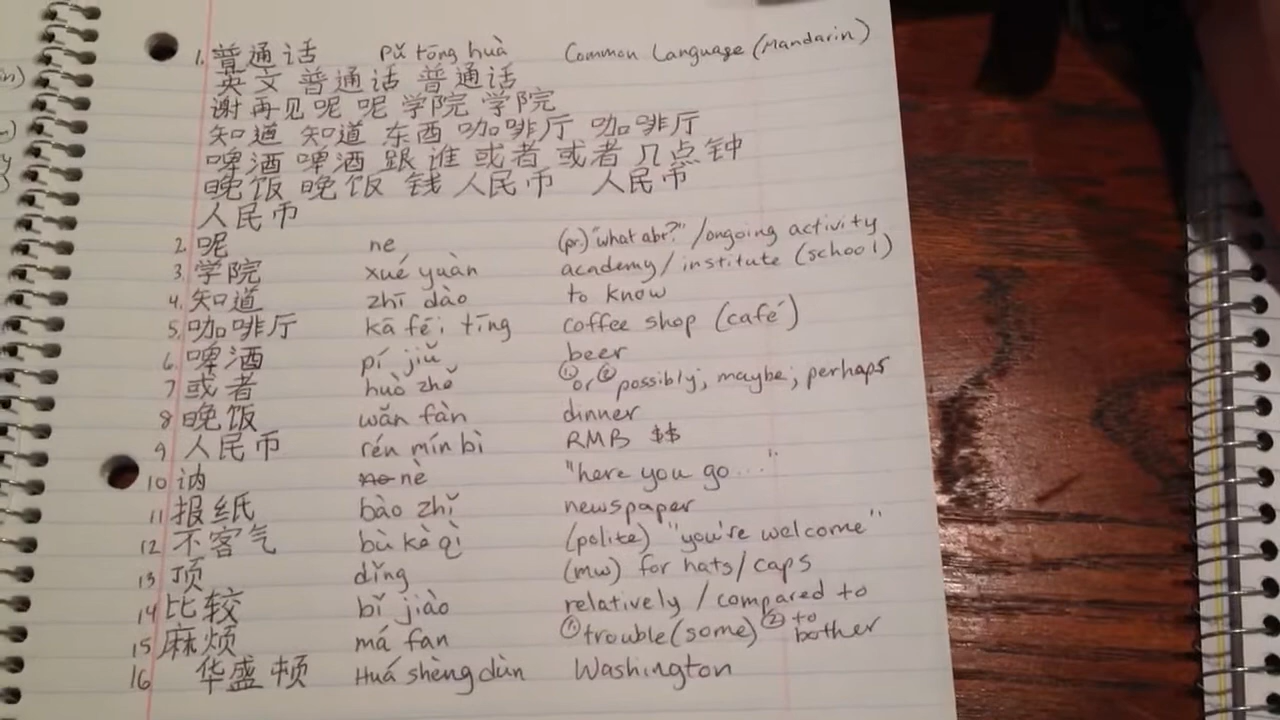 1. 普通话 pǔ tōng huà Common Language (Mandarin)
英文 普通话 普通话
谢 再见 呢 呢 学院 学院
知道 知道 东西 咖啡厅 咖啡厅
啤酒 啤酒 跟 谁 或者 或者 几点钟
晚饭 晚饭 钱 人民币 人民币
人民币
2. 呢 ne (pr.) "what abt?" / ongoing activity
3. 学院 xué yuàn academy / institute (school)
4. 知道 zhī dào to know
5. 咖啡厅 kā fēi tīng coffee shop (café)
6. 啤酒 pí jiǔ beer
7 或者 huò zhě ① or ② possibly; maybe; perhaps
8 晚饭 wǎn fàn dinner
9 人民币 rén mín bì RMB $$
10 讷 nè "here you go..."
11 报纸 bào zhǐ newspaper
12 不客气 bù kè qì (polite) "you're welcome"
13 顶 dǐng (mw) for hats/caps
14 比较 bǐ jiào relatively / compared to
15 麻烦 má fan ① trouble(some) ② to bother
16 华盛顿 Huá shèng dùn Washington